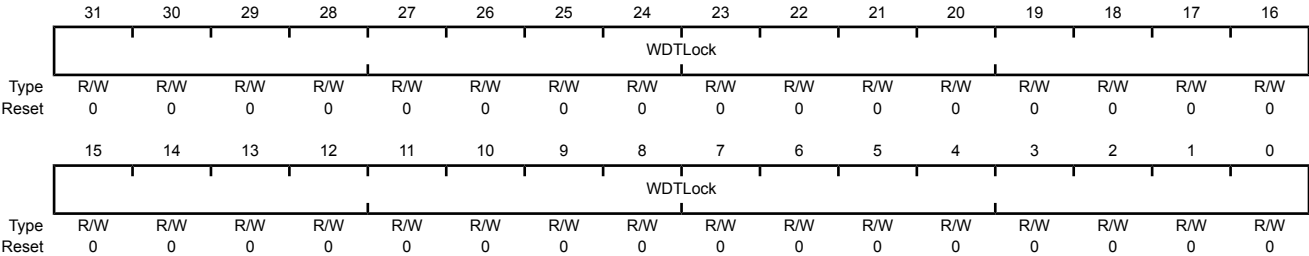 31 30 29 28 27 26 25 24 23 22 21 20 19 18 17 16
WDTLock
Type R/W R/W R/W R/W R/W R/W R/W R/W R/W R/W R/W R/W R/W R/W R/W R/W
Reset 0 0 0 0 0 0 0 0 0 0 0 0 0 0 0 0
15 14 13 12 11 10 9 8 7 6 5 4 3 2 1 0
WDTLock
Type R/W R/W R/W R/W R/W R/W R/W R/W R/W R/W R/W R/W R/W R/W R/W R/W
Reset 0 0 0 0 0 0 0 0 0 0 0 0 0 0 0 0